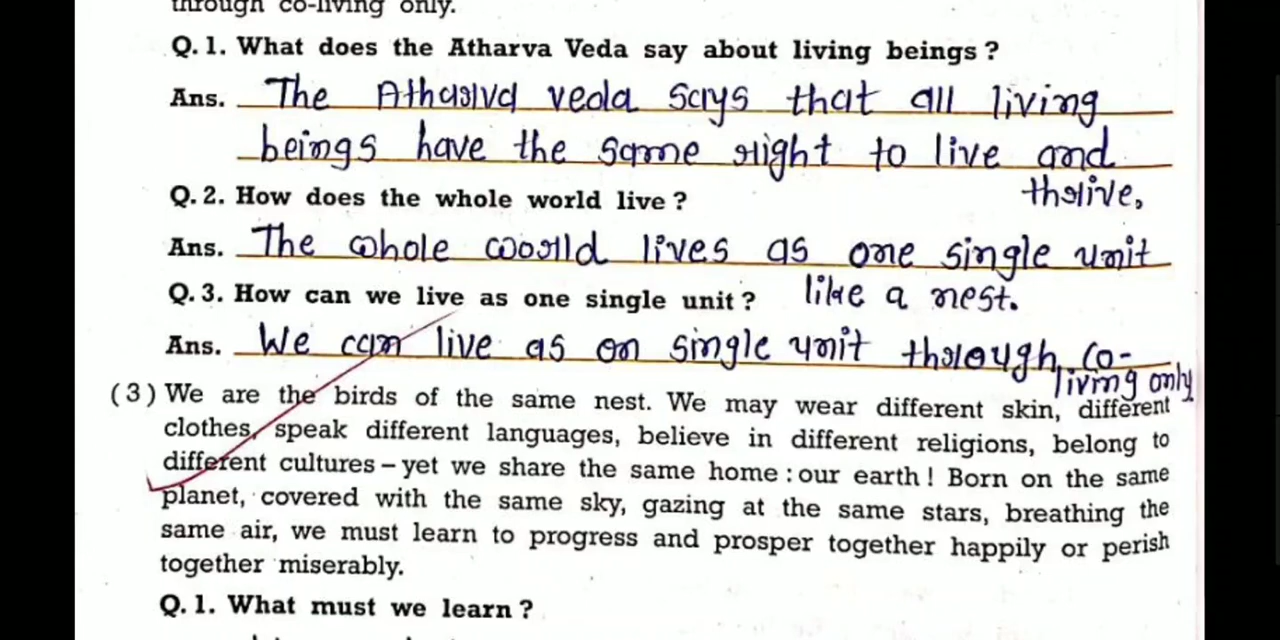 through co-living only.
Q. 1. What does the Atharva Veda say about living beings ?
Ans. The Atharva veda says that all living
beings have the same right to live and
thrive.
Q. 2. How does the whole world live ?
Ans. The whole world lives as one single unit
like a nest.
Q. 3. How can we live as one single unit ?
Ans. We can live as on single unit through co-
living only
(3) We are the birds of the same nest. We may wear different skin, different
clothes, speak different languages, believe in different religions, belong to
different cultures – yet we share the same home : our earth ! Born on the same
planet, covered with the same sky, gazing at the same stars, breathing the
same air, we must learn to progress and prosper together happily or perish
together miserably.
Q. 1. What must we learn ?